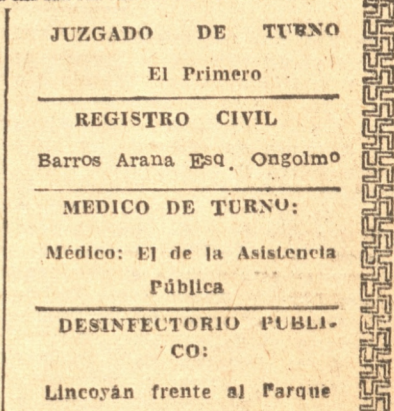 JUZGADO DE TURNO
El Primero
REGISTRO CIVIL
Barros Arana Esq. Ongolmo
MEDICO DE TURNO:
Médico: El de la Asistencia
Pública
DESINFECTORIO PUBLI-
CO:
Lincoyán frente al Parque